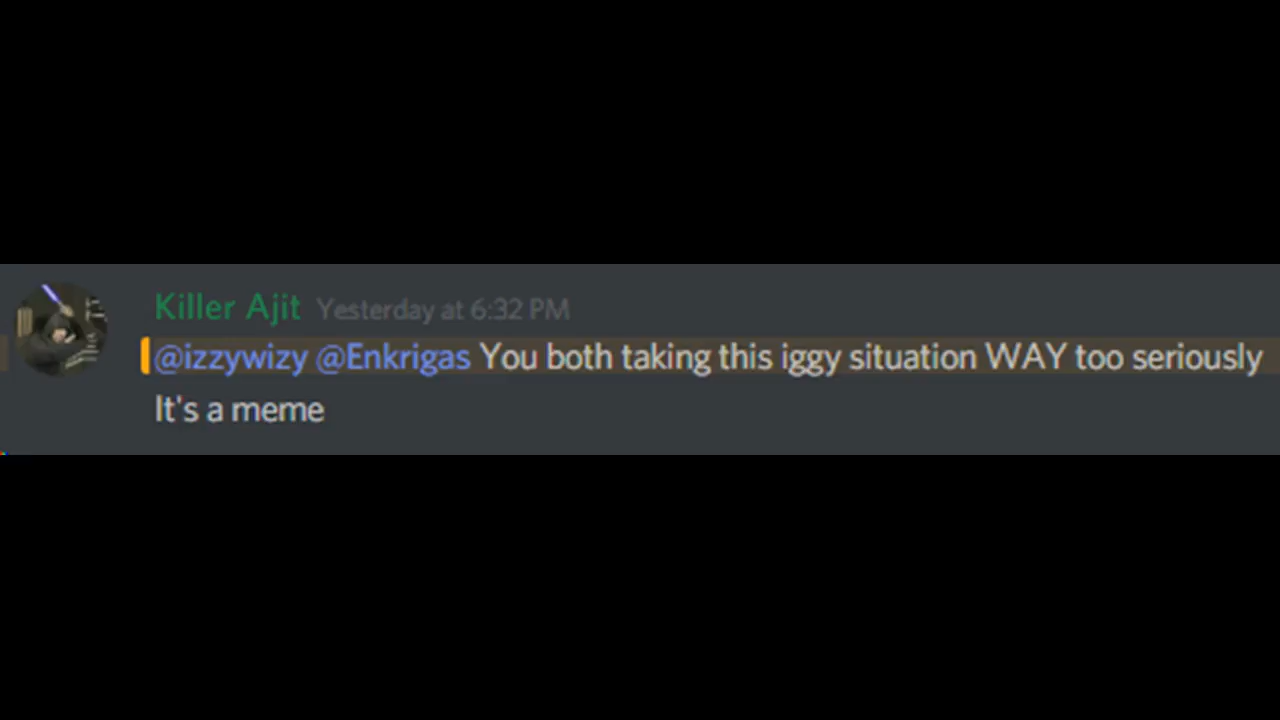 Killer Ajit Yesterday at 6:32 PM
@izzywizy @Enkrigas You both taking this iggy situation WAY too seriously
It's a meme